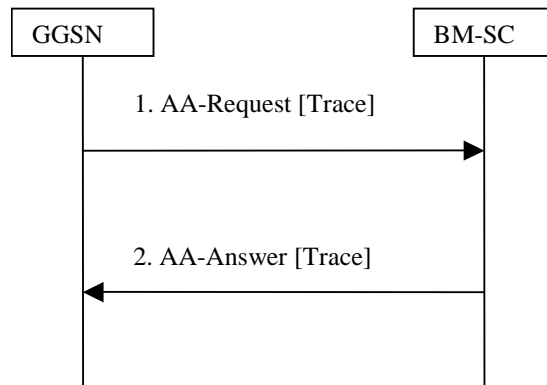 GGSN
BM-SC
1. AA-Request [Trace]
2. AA-Answer [Trace]